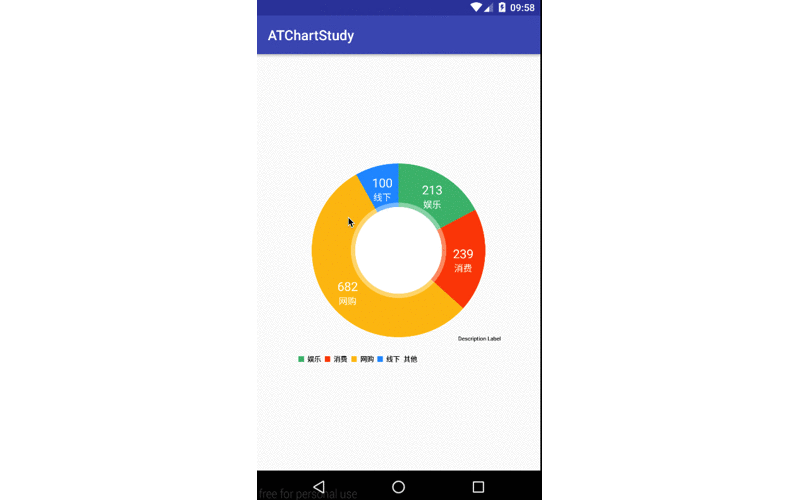 09:58
ATChartStudy
100
线下
213
娱乐
239
消费
682
网购
Description Label
娱乐 消费 网购 线下 其他
free for personal use